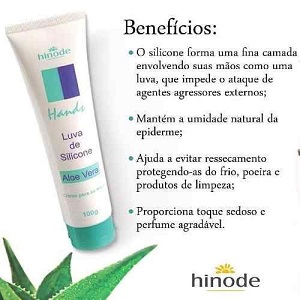 hinode
Hands
Luva
de
Silicone
Aloe Vera
100g
Benefícios:
• O silicone forma uma fina camada
envolvendo suas mãos como uma
luva, que impede o ataque de
agentes agressores externos;
• Mantém a umidade natural da
epiderme;
• Ajuda a evitar ressecamento
protegendo-as do frio, poeira e
produtos de limpeza;
• Proporciona toque sedoso e
perfume agradável.
hinode